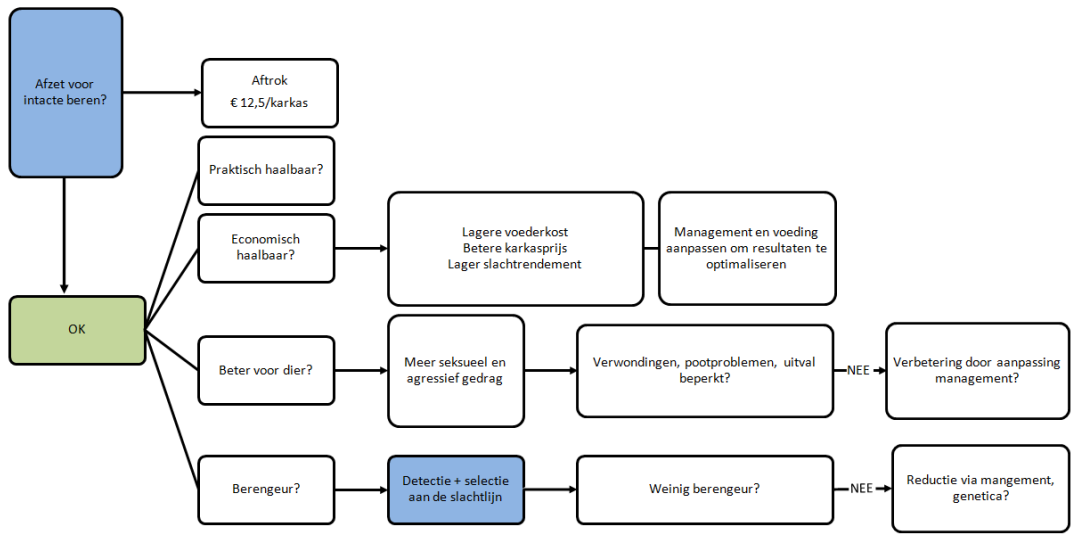 Afzet voor
intacte beren?
Aftrok
€ 12,5/karkas
Praktisch haalbaar?
Economisch
haalbaar?
Lagere voederkost
Betere karkasprijs
Lager slachtrendement
Management en voeding
aanpassen om resultaten te
optimaliseren
OK
Beter voor dier?
Meer seksueel en
agressief gedrag
Verwondingen, pootproblemen, uitval
beperkt?
NEE
Verbetering door aanpassing
management?
Berengeur?
Detectie + selectie
aan de slachtlijn
Weinig berengeur?
NEE
Reductie via mangement,
genetica?